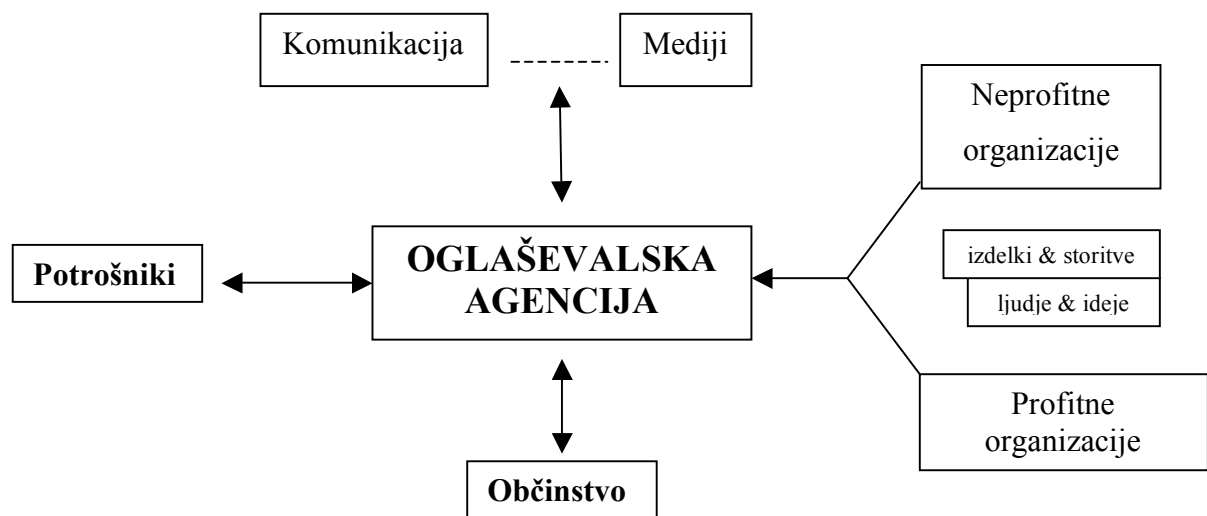 Komunikacija
Mediji
Neprofitne
organizacije
OGLAŠEVALSKA
AGENCIJA
Potrošniki
izdelki & storitve
ljudje & ideje
Profitne
organizacije
Občinstvo